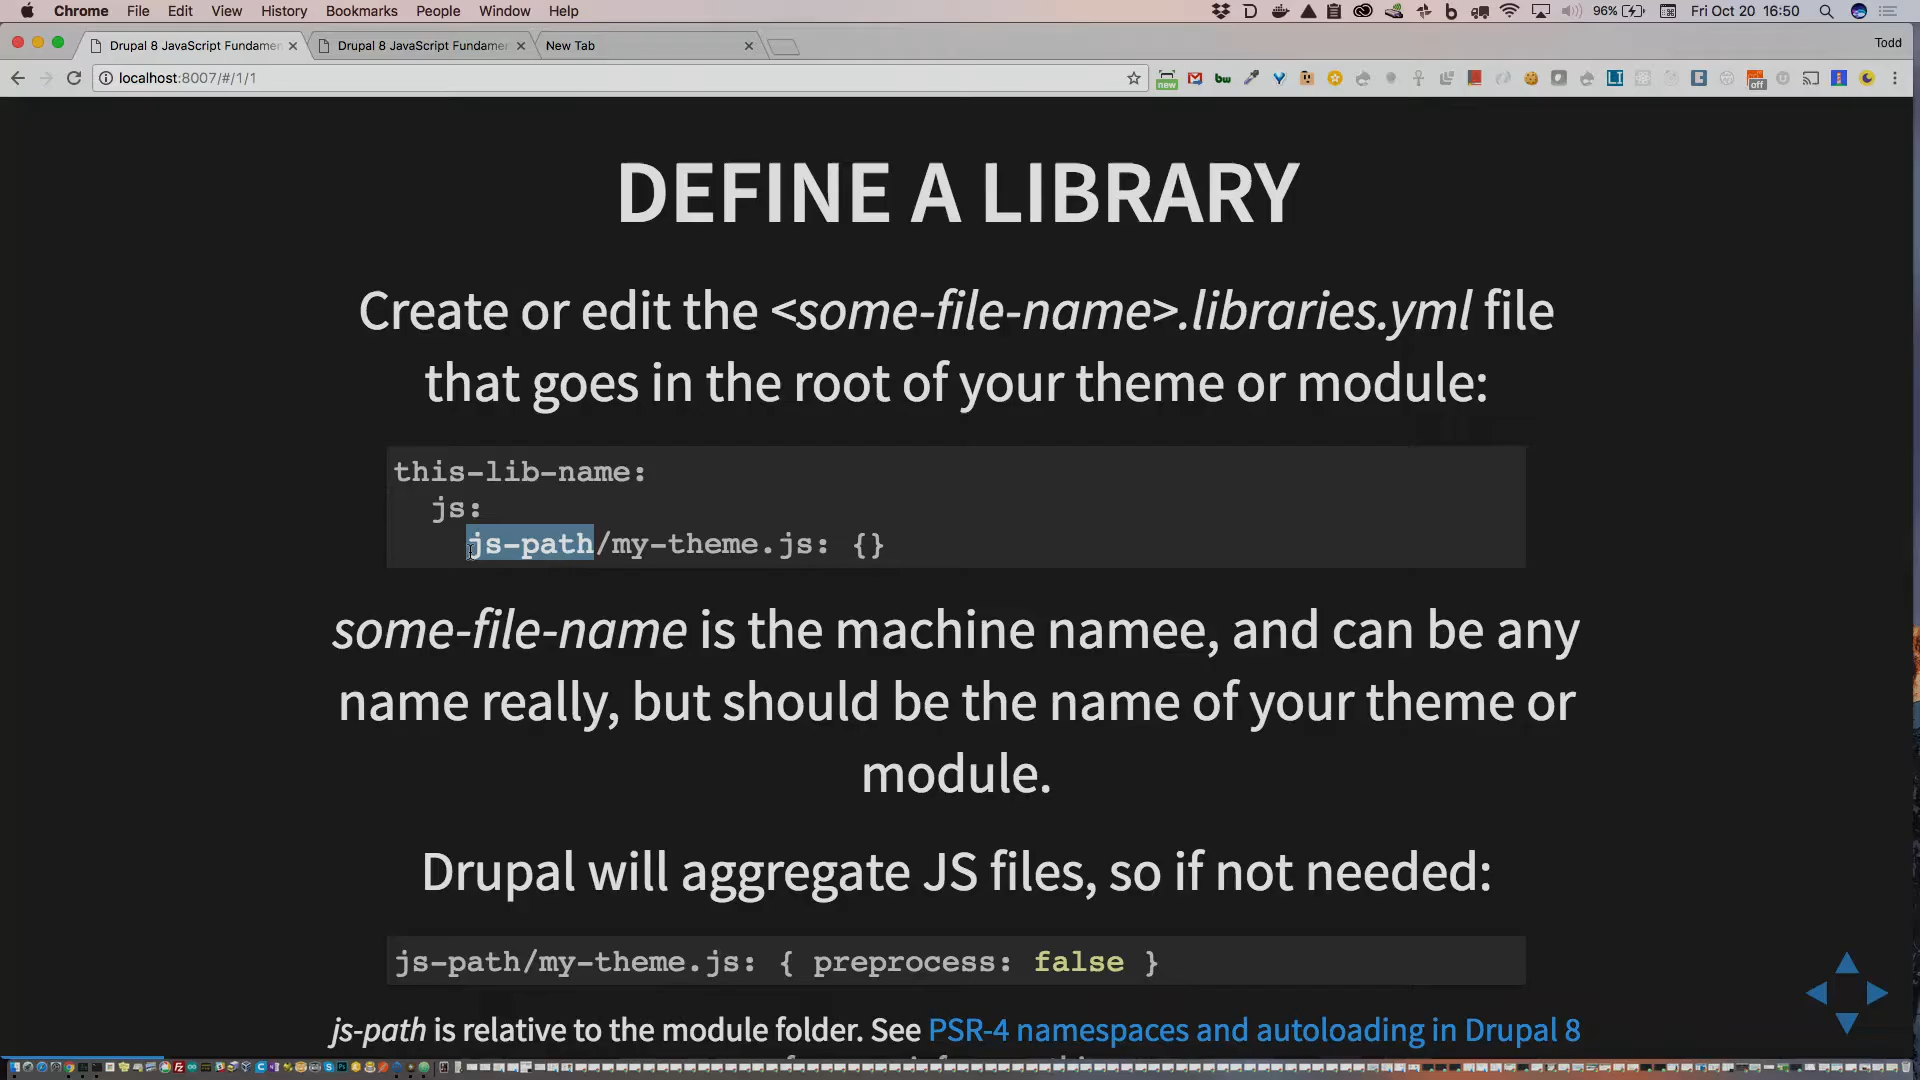 Chrome File Edit View History Bookmarks People Window Help 96% Fri Oct 20 16:50
Drupal 8 JavaScript Fundamen Drupal 8 JavaScript Fundamen New Tab Todd
localhost:8007/#/1/1
DEFINE A LIBRARY
Create or edit the <some-file-name>.libraries.yml file
that goes in the root of your theme or module:
this-lib-name:
js:
js-path/my-theme.js: {}
some-file-name is the machine namee, and can be any
name really, but should be the name of your theme or
module.
Drupal will aggregate JS files, so if not needed:
js-path/my-theme.js: { preprocess: false }
js-path is relative to the module folder. See PSR-4 namespaces and autoloading in Drupal 8